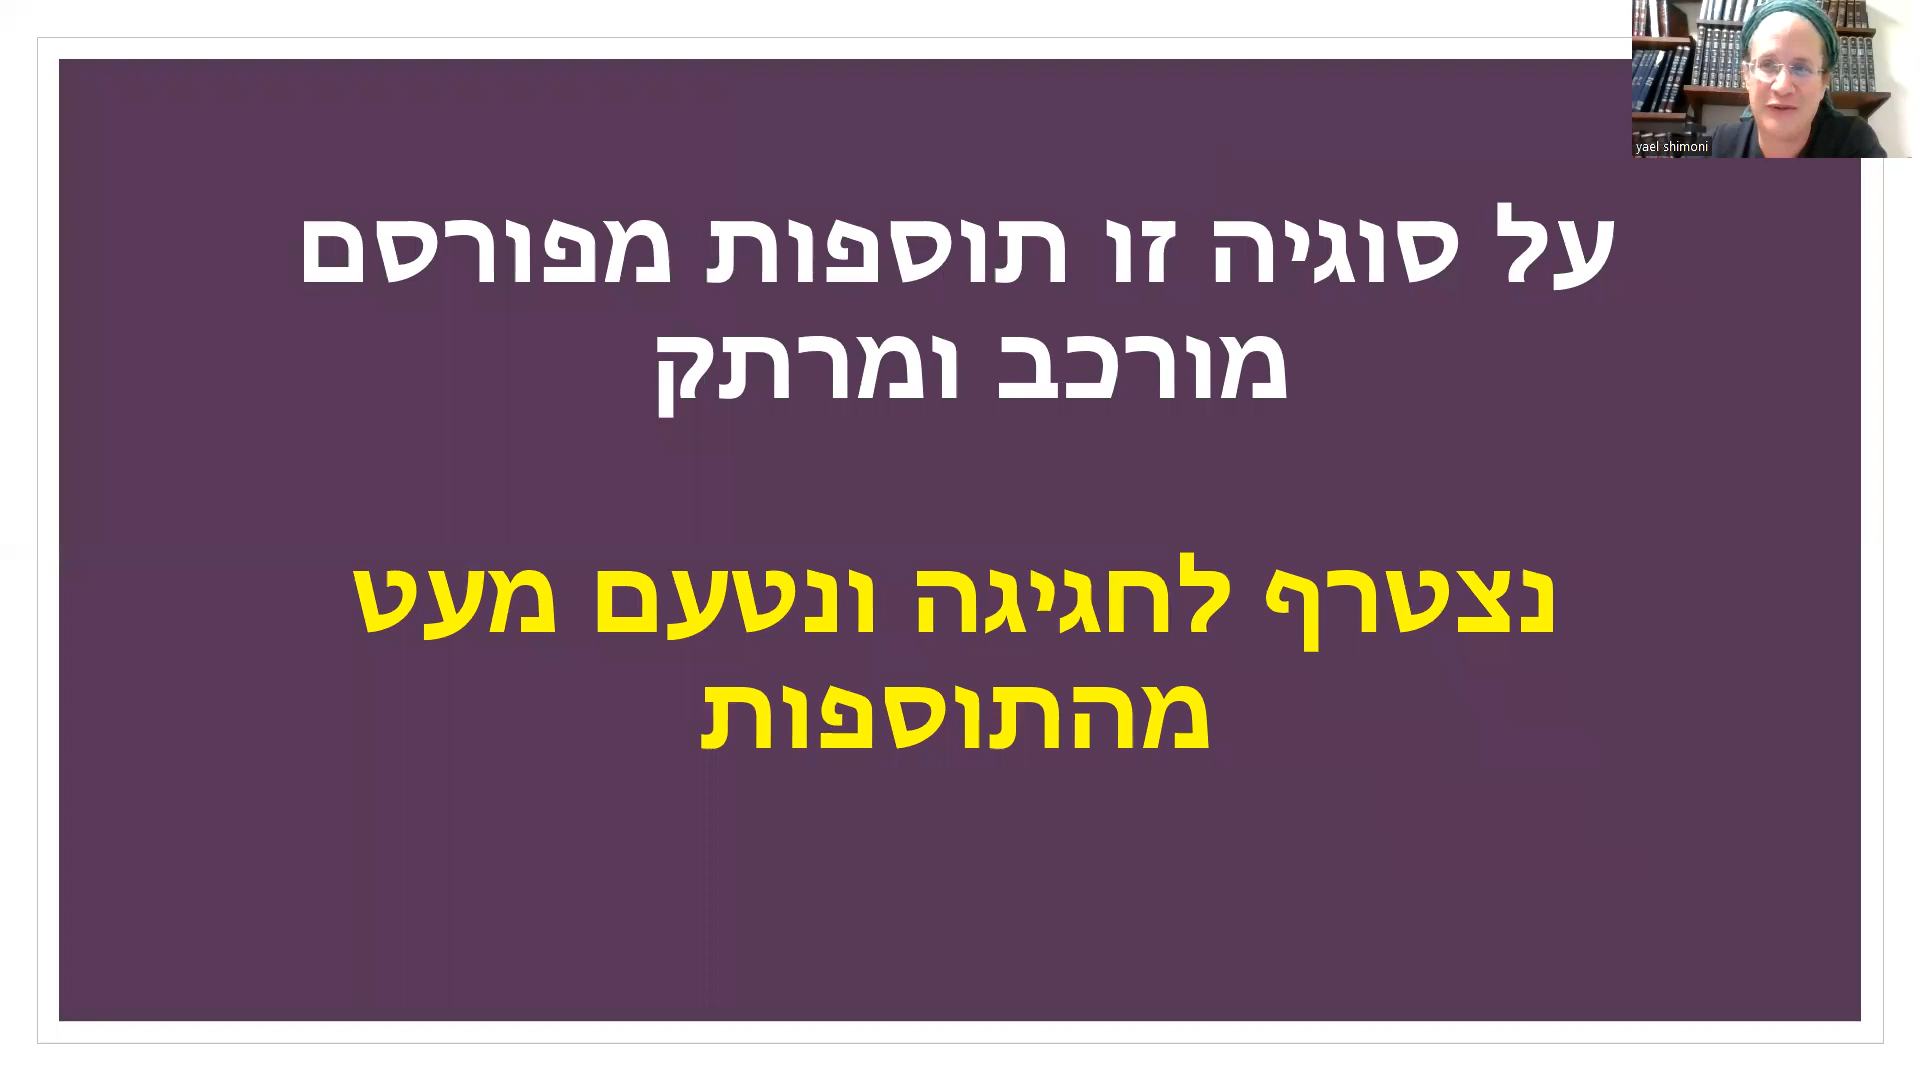 yael shimoni
על סוגיה זו תוספות מפורסם
מורכב ומרתק
נצטרף לחגיגה ונטעם מעט
מהתוספות